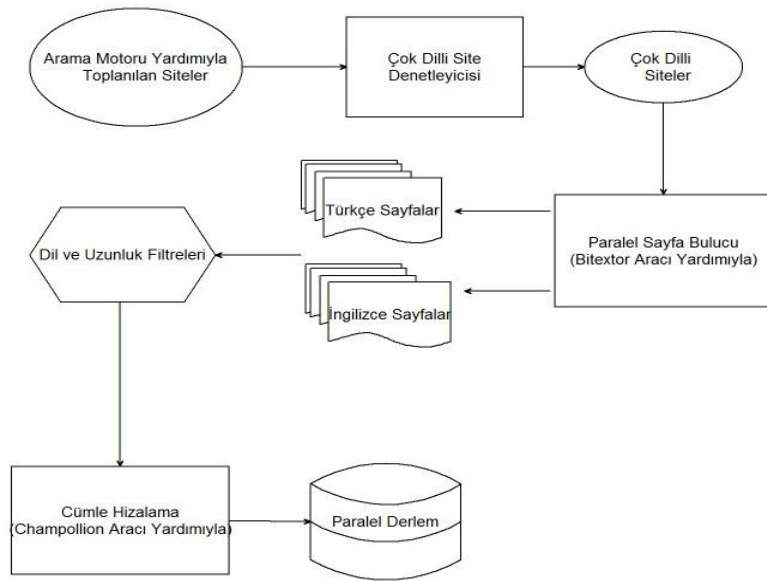 Arama Motoru Yardımıyla
Toplanılan Siteler
Çok Dilli Site
Denetleyicisi
Çok Dilli
Siteler
Türkçe Sayfalar
Paralel Sayfa Bulucu
(Bitextor Aracı Yardımıyla)
Dil ve Uzunluk Filtreleri
İngilizce Sayfalar
Cümle Hizalama
(Champollion Aracı Yardımıyla)
Paralel Derlem